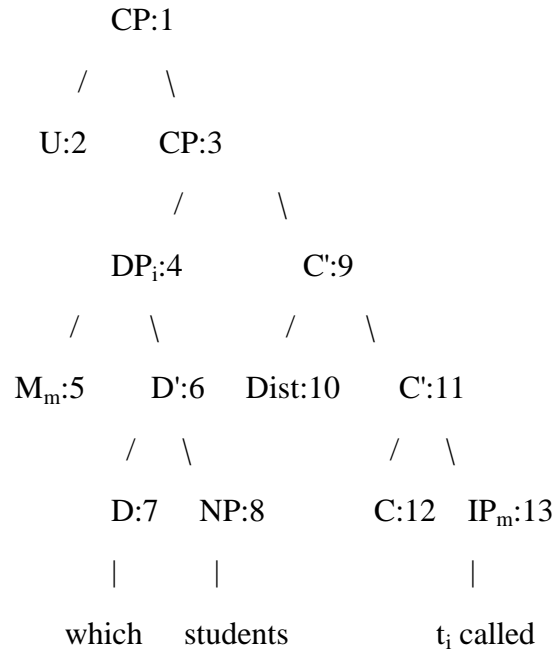 CP:1
/ \
U:2 CP:3
/ \
DPi:4 C':9
/ \ / \
Mm:5 D':6 Dist:10 C':11
/ \ / \
D:7 NP:8 C:12 IPm:13
| | |
which students ti called